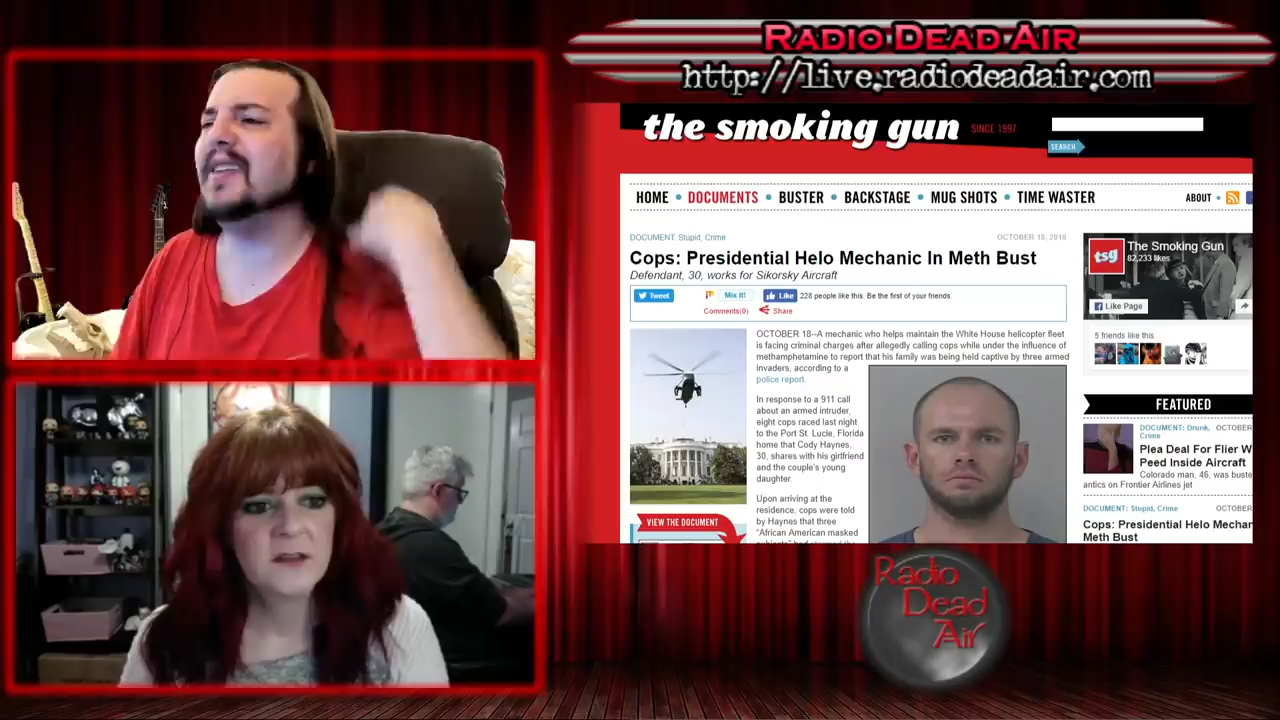 Radio Dead Air
http://live.radiodeadair.com
the smoking gun SINCE 1997
SEARCH
HOME • DOCUMENTS • BUSTER • BACKSTAGE • MUG SHOTS • TIME WASTER
ABOUT •
DOCUMENT: Stupid, Crime
OCTOBER 18, 2018
Cops: Presidential Helo Mechanic In Meth Bust
Defendant, 30, works for Sikorsky Aircraft
Tweet
Mix It!
Like
228 people like this. Be the first of your friends.
Comments(0)
Share
OCTOBER 18--A mechanic who helps maintain the White House helicopter fleet
is facing criminal charges after allegedly calling cops while under the influence of
methamphetamine to report that his family was being held captive by three armed
invaders, according to a
police report.
In response to a 911 call
about an armed intruder,
eight cops raced last night
to the Port St. Lucie, Florida
home that Cody Haynes,
30, shares with his girlfriend
and the couple's young
daughter.
Upon arriving at the
residence, cops were told
by Haynes that three
"African American masked
VIEW THE DOCUMENT
tsg
The Smoking Gun
82,233 likes
Like Page
5 friends like this
FEATURED
DOCUMENT: Drunk, OCTOBER
Crime
Plea Deal For Flier W
Peed Inside Aircraft
Colorado man, 46, was buste
antics on Frontier Airlines jet
DOCUMENT: Stupid, Crime OCTOBER
Cops: Presidential Helo Mechan
Meth Bust
Radio
Dead
Air